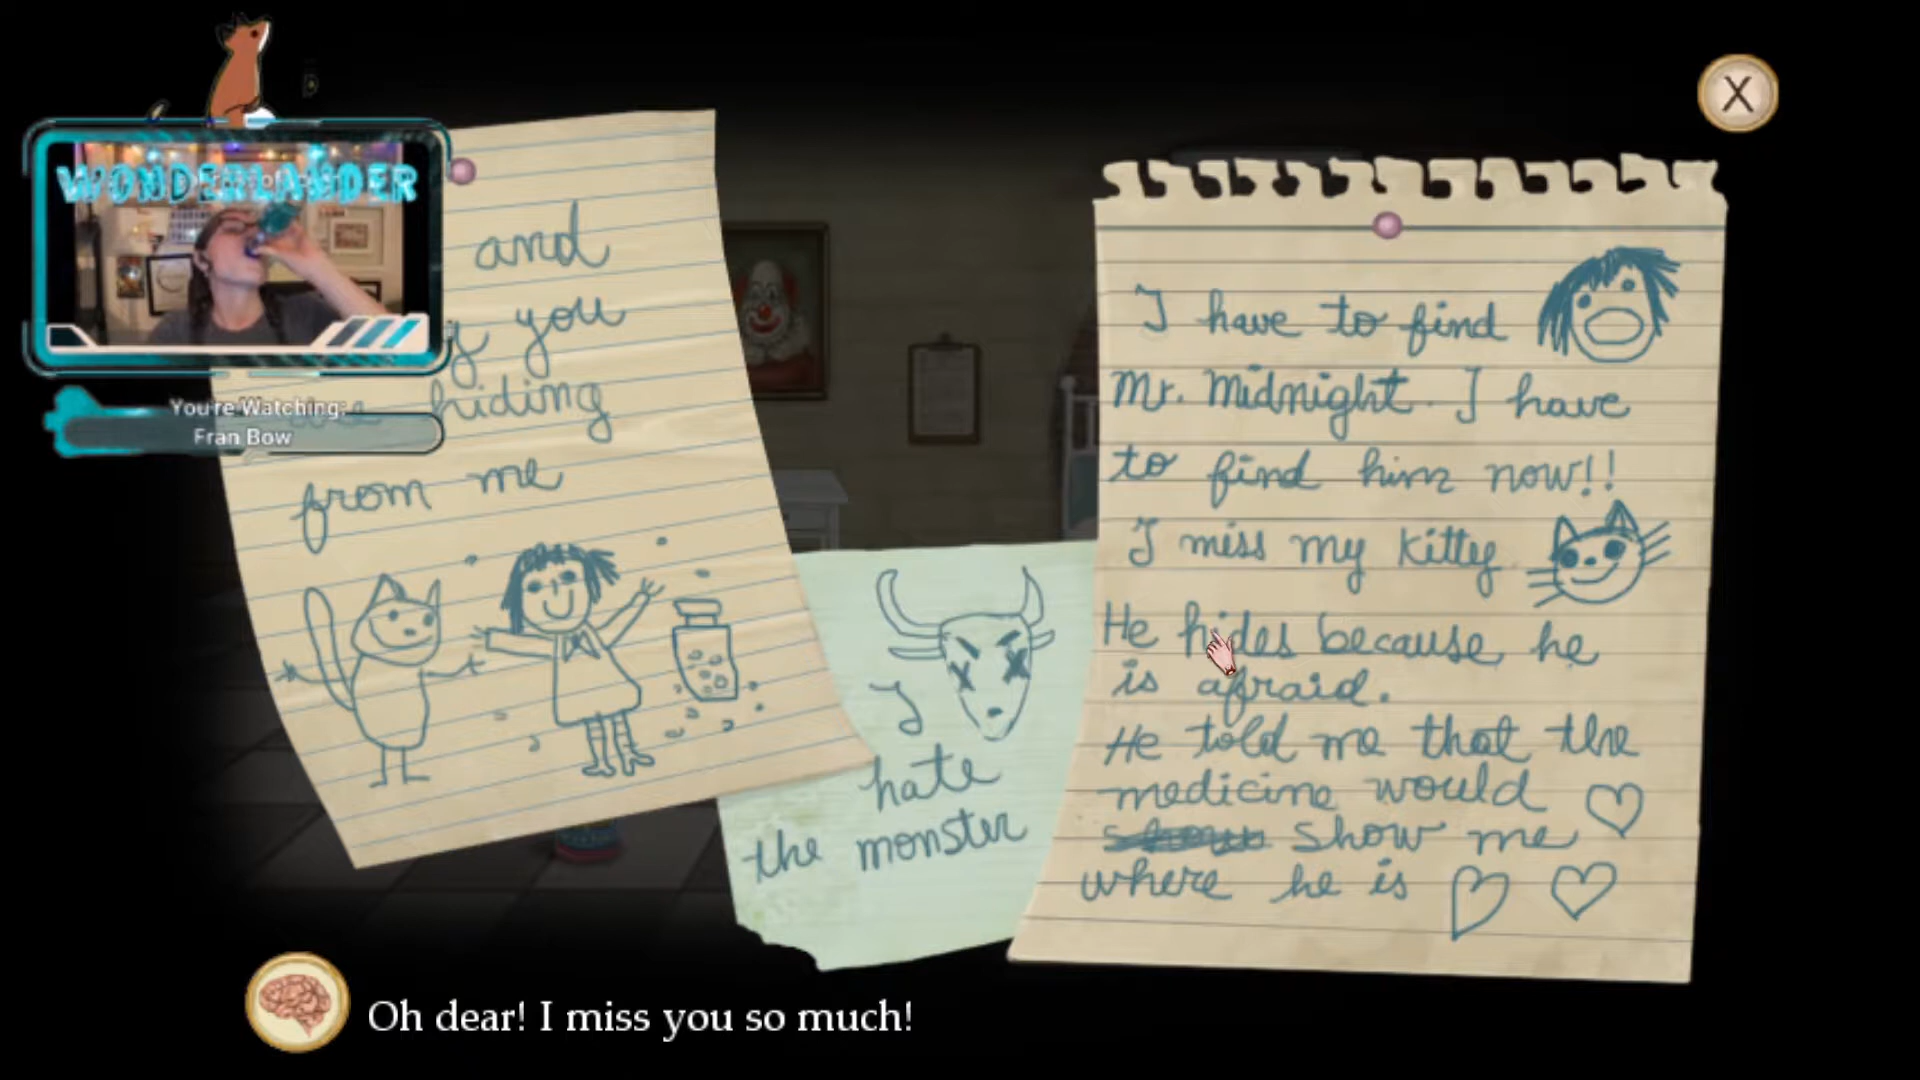 WONDERLANDER
You're Watching:
Fran Bow
and
you
hiding
from me
I
hate
the monster
X
I have to find
Mr. Midnight. I have
to find him now!!
I miss my Kitty
He hides because he
is afraid.
He told me that the
medicine would
show me
where he is
Oh dear! I miss you so much!